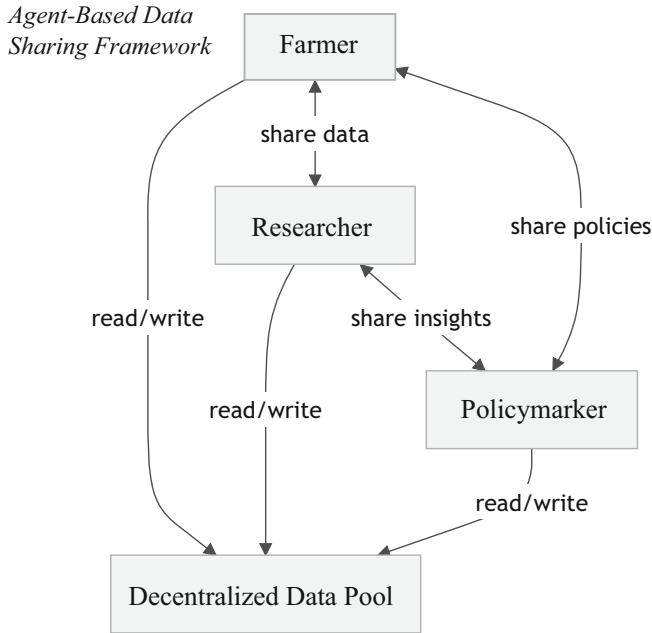 Agent-Based Data
Sharing Framework
Farmer
share data
Researcher
share policies
read/write
share insights
read/write
Policymarker
read/write
Decentralized Data Pool